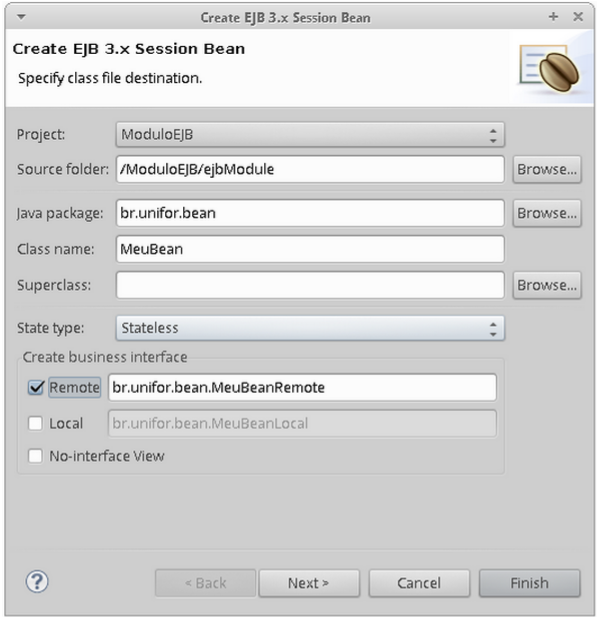 Create EJB 3.x Session Bean
Create EJB 3.x Session Bean
Specify class file destination.
Project: ModuloEJB
Source folder: /ModuloEJB/ejbModule Browse...
Java package: br.unifor.bean Browse...
Class name: MeuBean
Superclass: Browse...
State type: Stateless
Create business interface
Remote br.unifor.bean.MeuBeanRemote
Local br.unifor.bean.MeuBeanLocal
No-interface View
? < Back Next > Cancel Finish